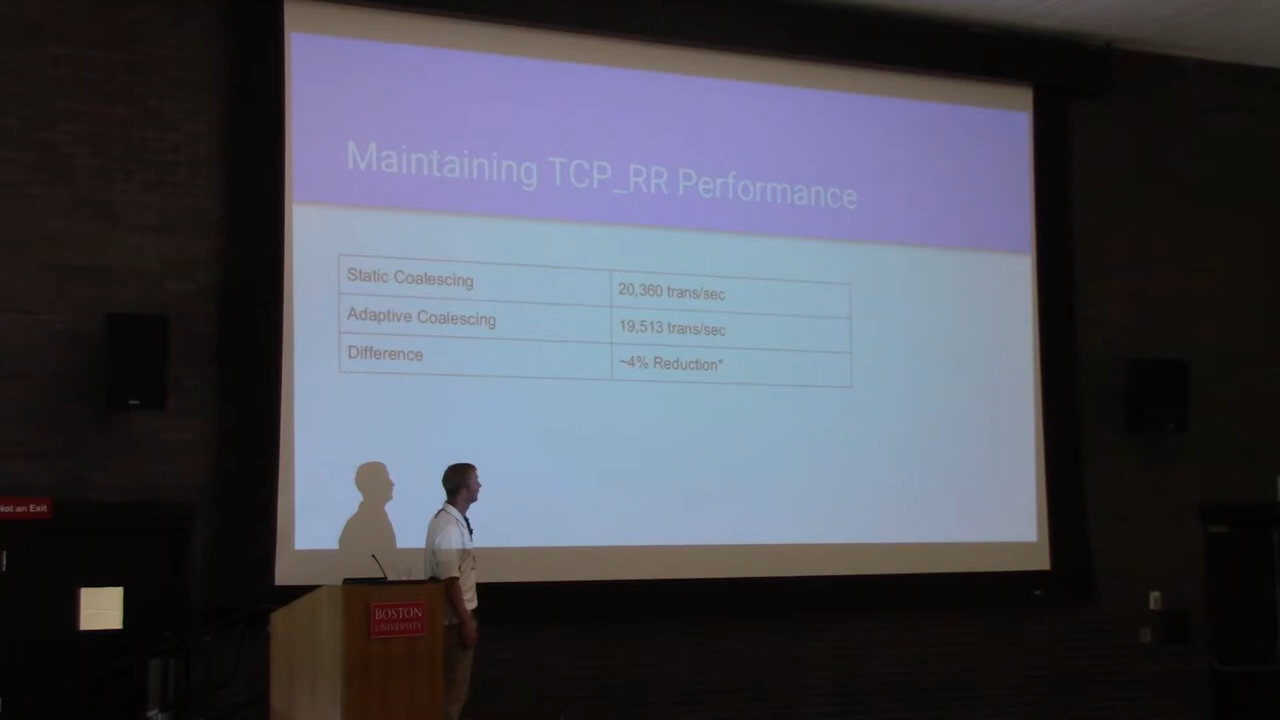 Maintaining TCP_RR Performance
Static Coalescing 20,360 trans/sec
Adaptive Coalescing 19,513 trans/sec
Difference ~4% Reduction*
Not an Exit
BOSTON
UNIVERSITY